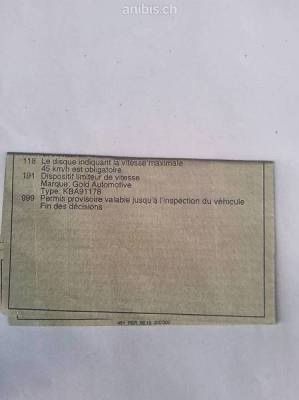 anibis.ch
118 Le disque indiquant la vitesse maximale
45 km/h est obligatoire
191 Dispositif limiteur de vitesse
Marque: Gold Automotive
Type: KBA91178
999 Permis provisoire valable jusqu'à l'inspection du véhicule
Fin des décisions